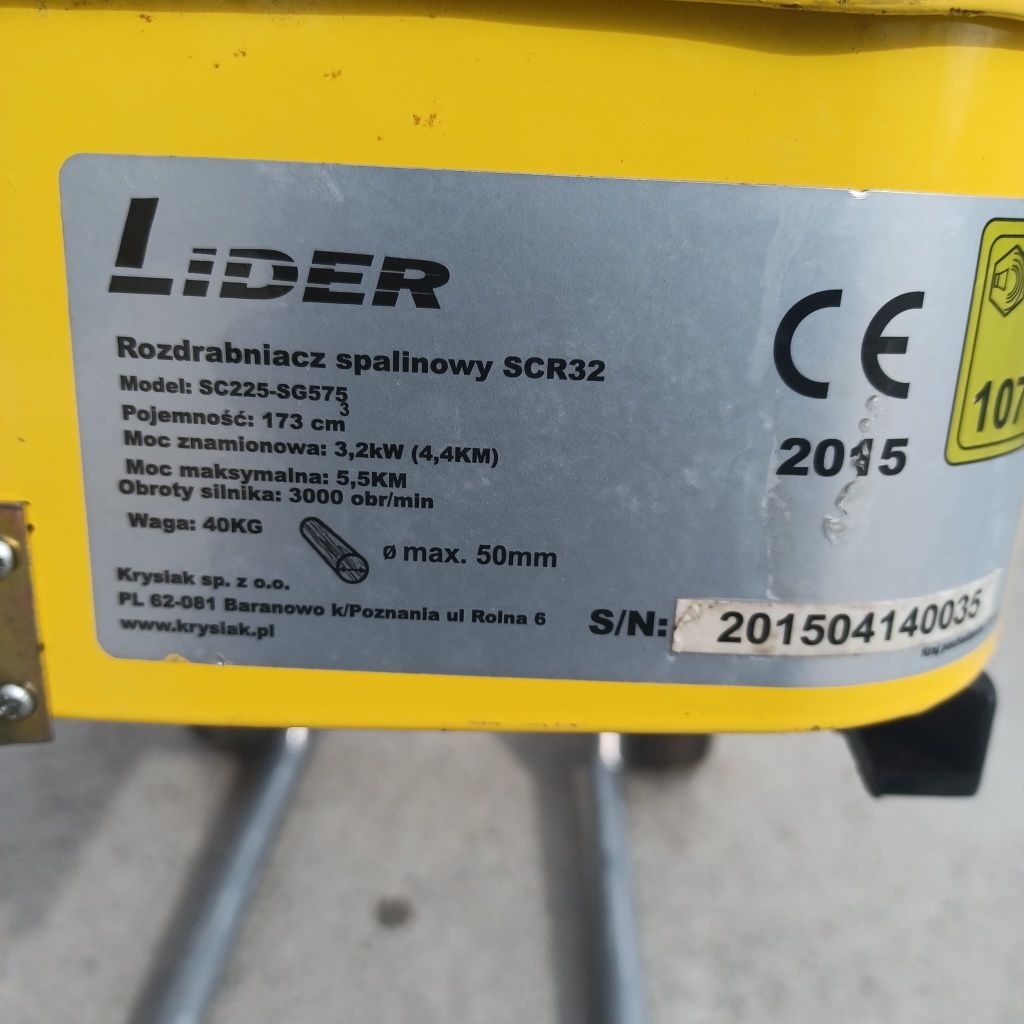 LIDER
Rozdrabniacz spalinowy SCR32
Model: SC225-SG575
Pojemność: 173 cm³
Moc znamionowa: 3,2kW (4,4KM)
Moc maksymalna: 5,5KM
Obroty silnika: 3000 obr/min
Waga: 40KG
ø max. 50mm
Krysiak sp. z o.o.
PL 62-081 Baranowo k/Poznania ul Rolna 6
www.krysiak.pl
CE
2015
107
S/N: 201504140035
Kraj